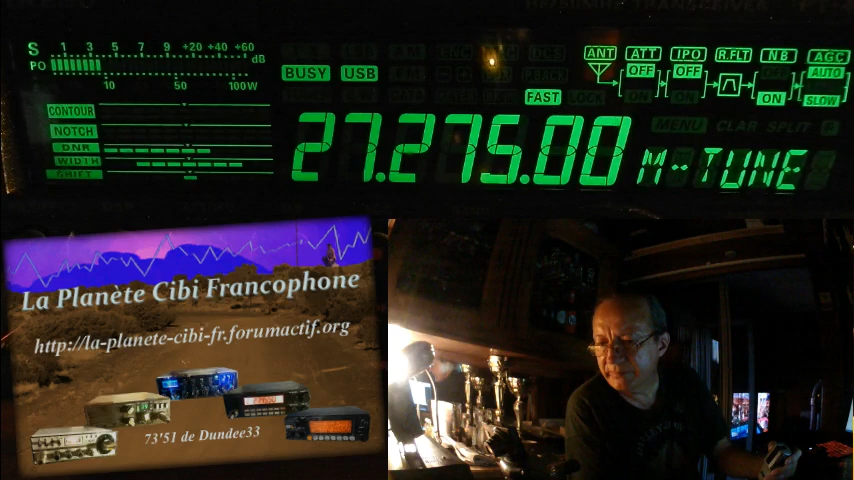 S 1 3 5 7 9 +20 +40 +60 dB
PO 10 50 100W
BUSY USB
FAST
ANT ATT IPO R.FLT NB AGC
OFF OFF AUTO
ON SLOW
CONTOUR
NOTCH
DNR
WIDTH
SHIFT
27.275.00 M--TUNE
MENU CLAR SPLIT
La Planète Cibi Francophone
http://la-planete-cibi-fr.forumactif.org
73'51 de Dundee33